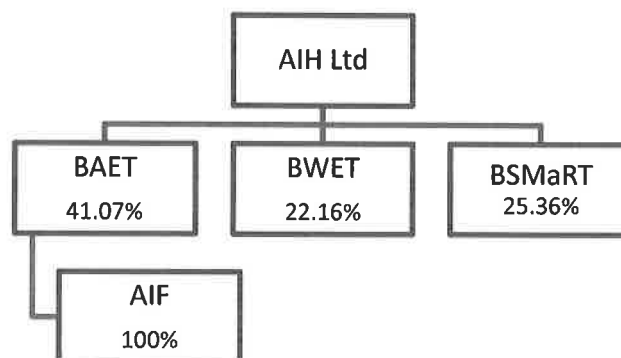 AIH Ltd
BAET
41.07%
BWET
22.16%
BSMaRT
25.36%
AIF
100%